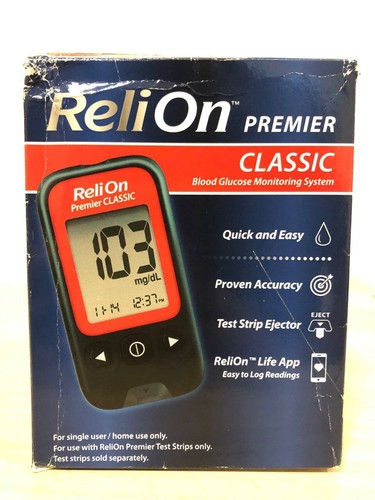 ReliOn™ PREMIER
CLASSIC
Blood Glucose Monitoring System
ReliOn
Premier CLASSIC
103
mg/dL
11-14 12:37PM
Quick and Easy
Proven Accuracy
Test Strip Ejector
EJECT
ReliOn™ Life App
Easy to Log Readings
For single user / home use only.
For use with ReliOn Premier Test Strips only.
Test strips sold separately.